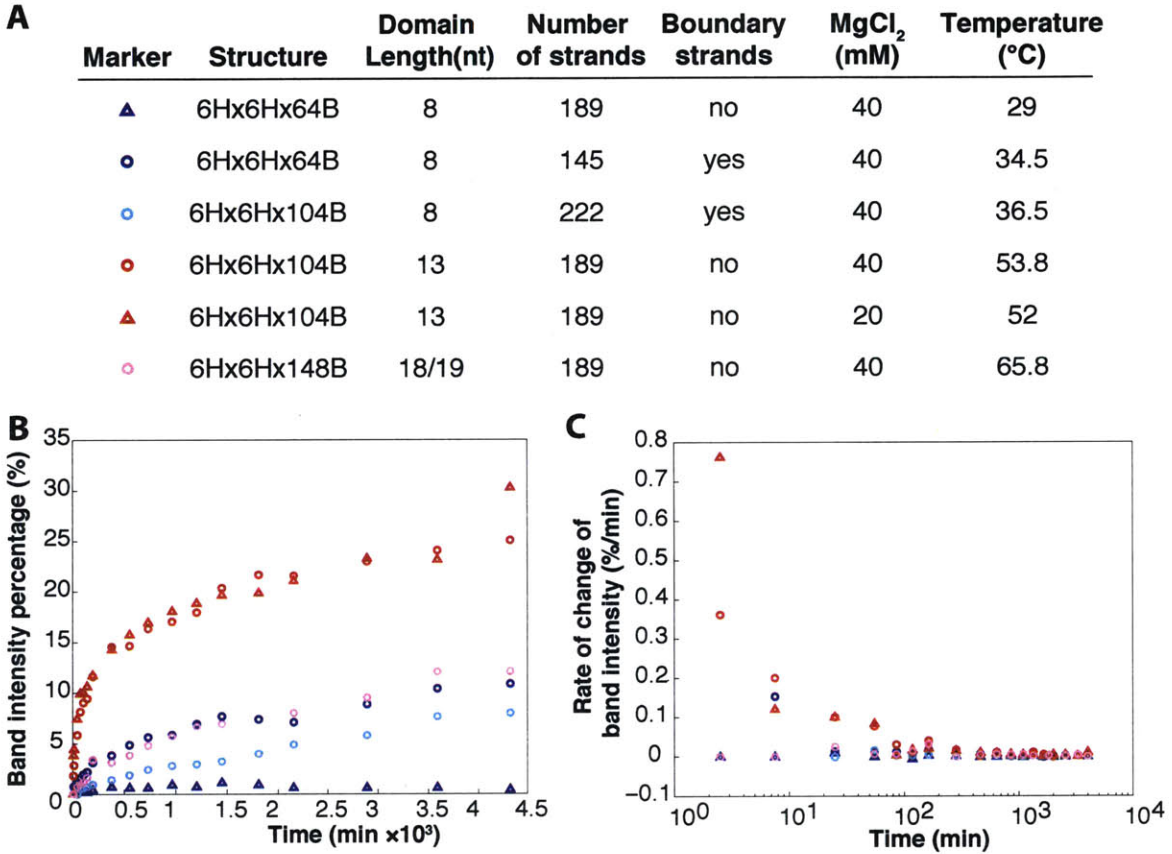 A
Marker Structure Domain Length(nt) Number of strands Boundary strands MgCl₂ (mM) Temperature (°C)
6Hx6Hx64B 8 189 no 40 29
6Hx6Hx64B 8 145 yes 40 34.5
6Hx6Hx104B 8 222 yes 40 36.5
6Hx6Hx104B 13 189 no 40 53.8
6Hx6Hx104B 13 189 no 20 52
6Hx6Hx148B 18/19 189 no 40 65.8
B
Band intensity percentage (%)
35
30
25
20
15
10
5
0
0 0.5 1 1.5 2 2.5 3 3.5 4 4.5
Time (min ×10³)
C
Rate of change of
band intensity (%/min)
0.8
0.7
0.6
0.5
0.4
0.3
0.2
0.1
0
−0.1
10⁰ 10¹ 10² 10³ 10⁴
Time (min)